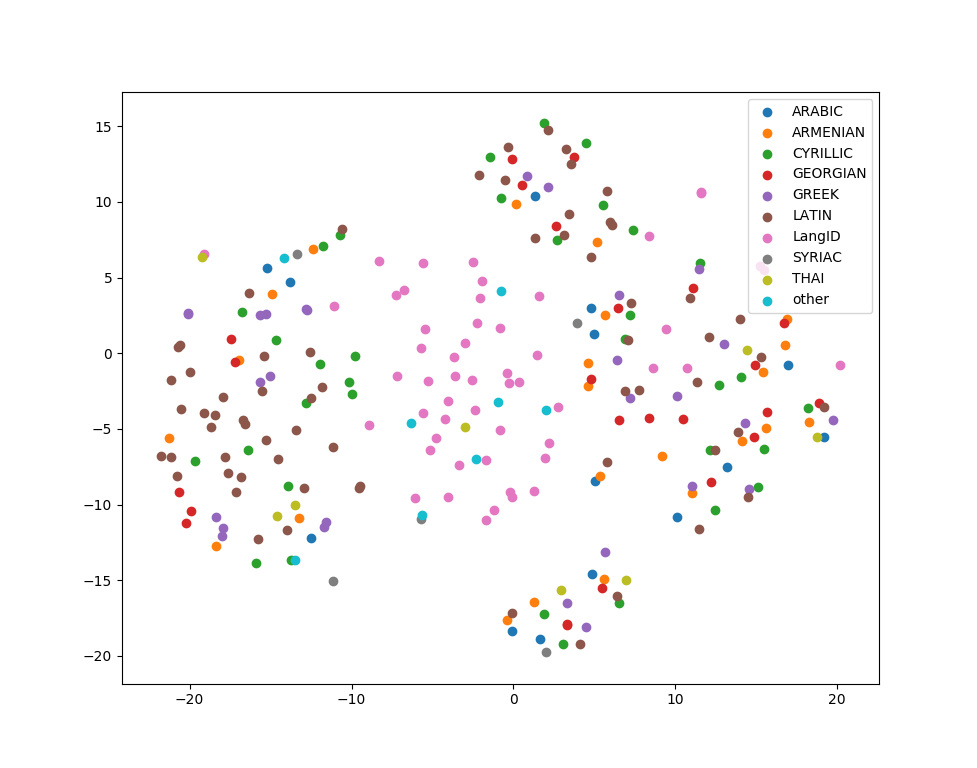 15
10
5
0
−5
−10
−15
−20
−20
−10
0
10
20
ARABIC
ARMENIAN
CYRILLIC
GEORGIAN
GREEK
LATIN
LangID
SYRIAC
THAI
other